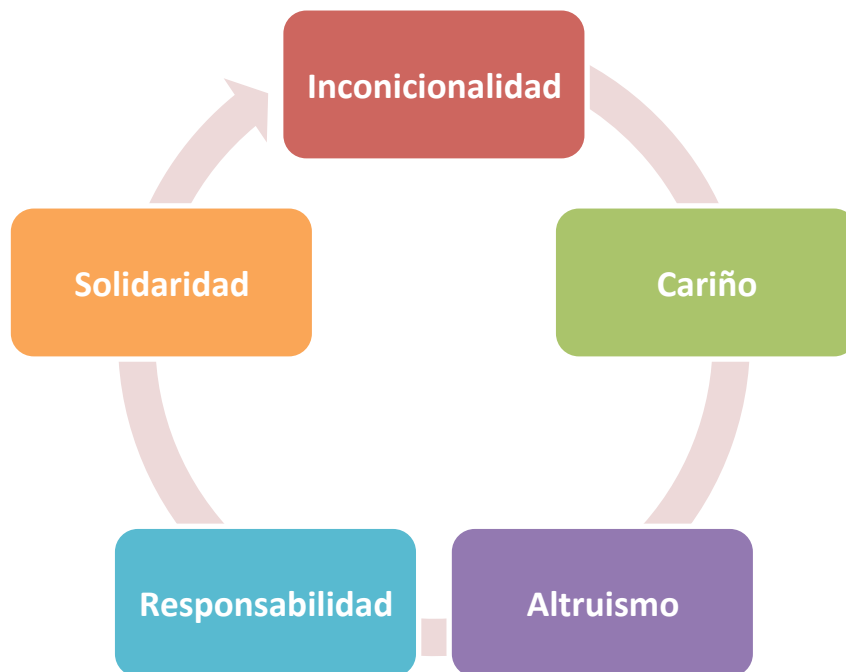 Inconicionalidad
Cariño
Altruismo
Responsabilidad
Solidaridad